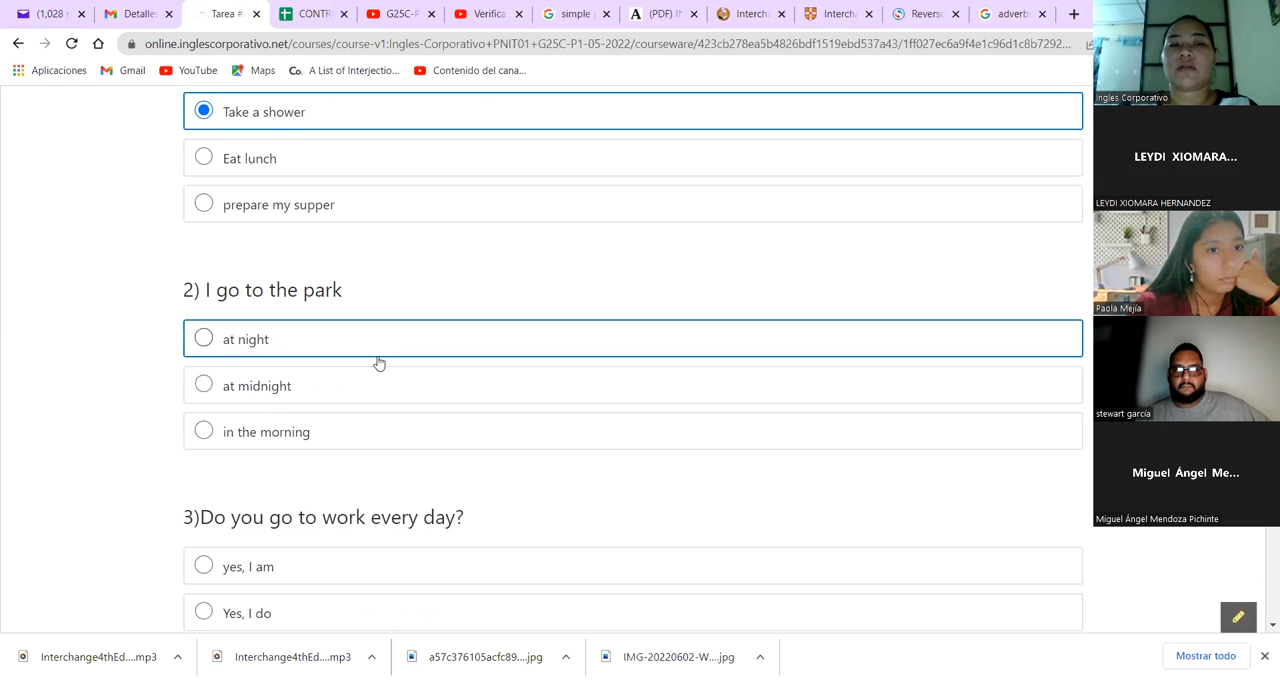 (1,028
Detalles
Tarea #
CONTR
G25C-P
Verifica
simple
(PDF) I
Interch
Interch
Reverso
adverb
online.inglescorporativo.net/courses/course-v1:Ingles-Corporativo+PNIT01+G25C-P1-05-2022/courseware/423cb278ea5b4826bdf1519ebd537a43/1ff027ec6a9f4e1c96d1c8b7292...
Aplicaciones
Gmail
YouTube
Maps
Co. A List of Interjectio...
Contenido del cana...
Take a shower
Eat lunch
prepare my supper
2) I go to the park
at night
at midnight
in the morning
3)Do you go to work every day?
yes, I am
Yes, I do
Ingles Corporativo
LEYDI XIOMARA...
LEYDI XIOMARA HERNANDEZ
Paola Mejía
stewart garcía
Miguel Ángel Me...
Miguel Ángel Mendoza Pichinte
Interchange4thEd....mp3
Interchange4thEd....mp3
a57c376105acfc89....jpg
IMG-20220602-W....jpg
Mostrar todo